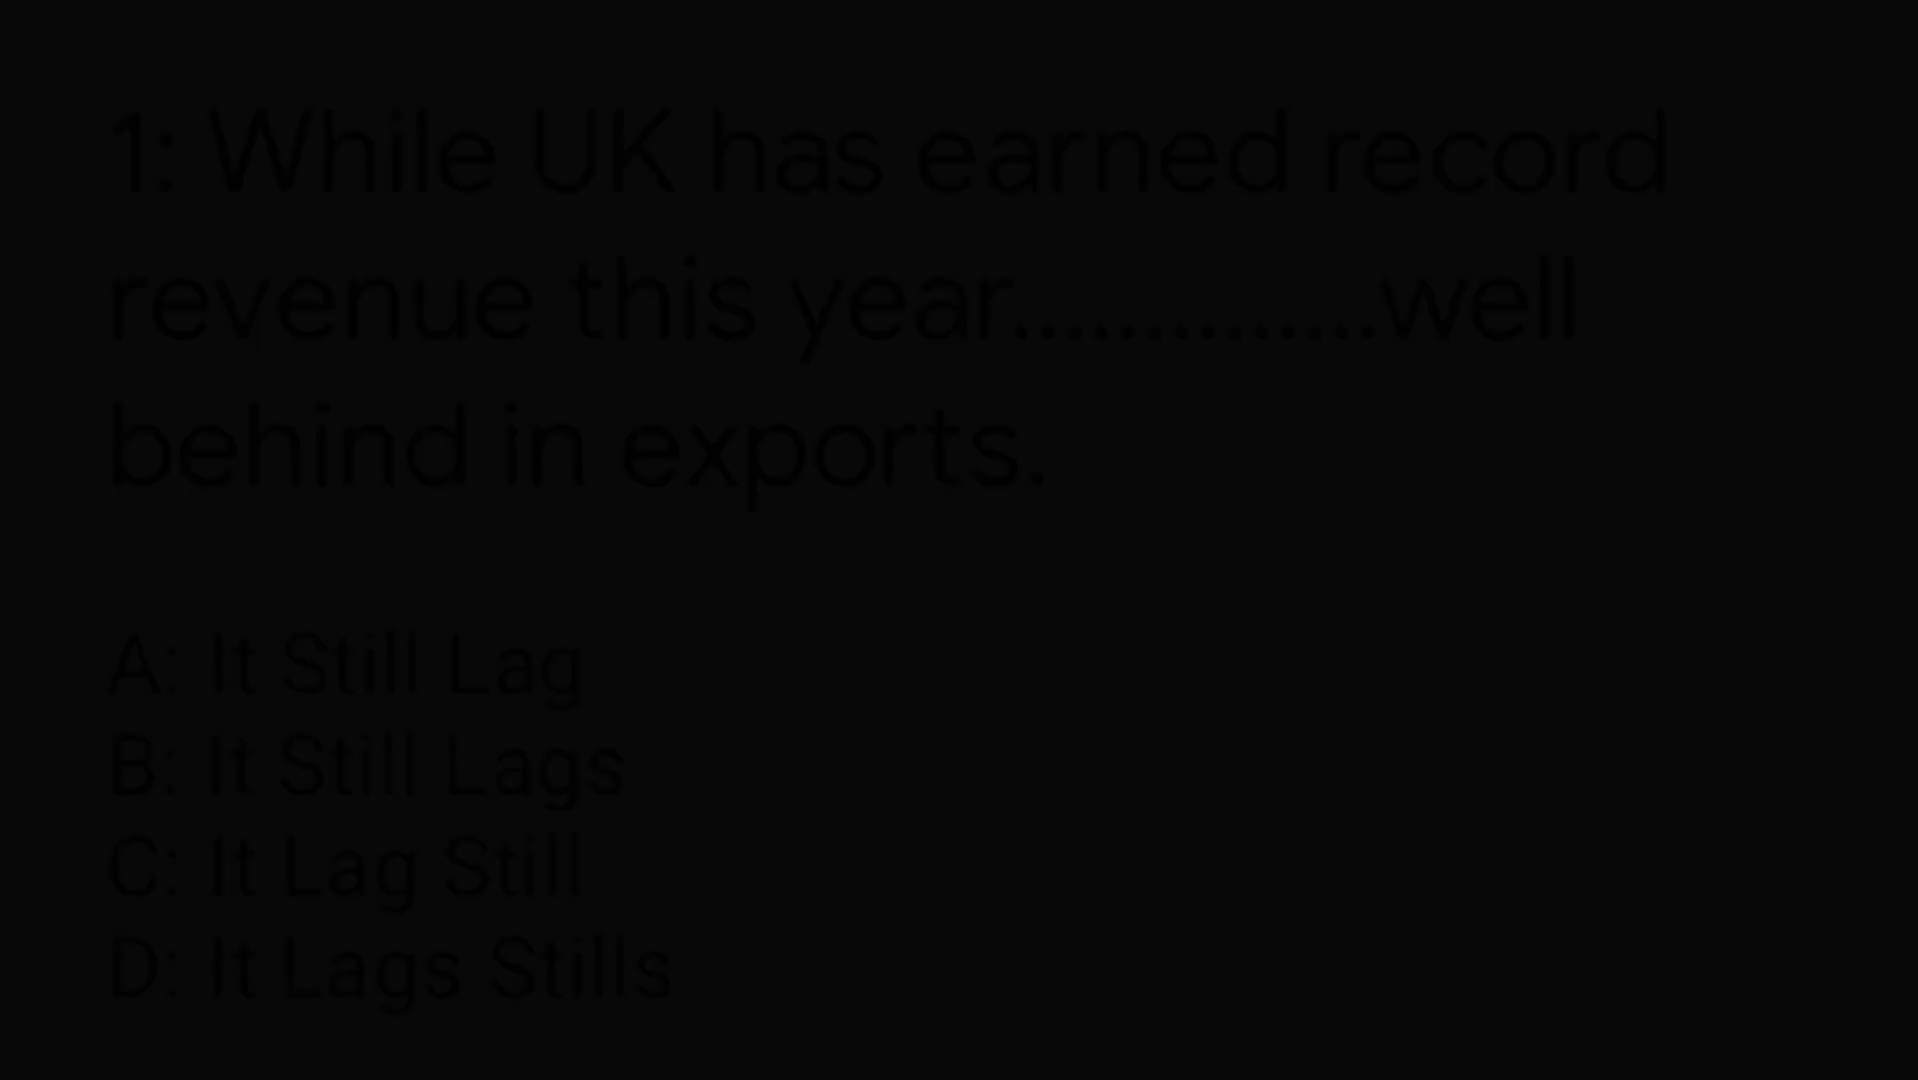 1: While UK has earned record
revenue this year..............well
behind in exports.
A: It Still Lag
B: It Still Lags
C: It Lag Still
D: It Lags Stills